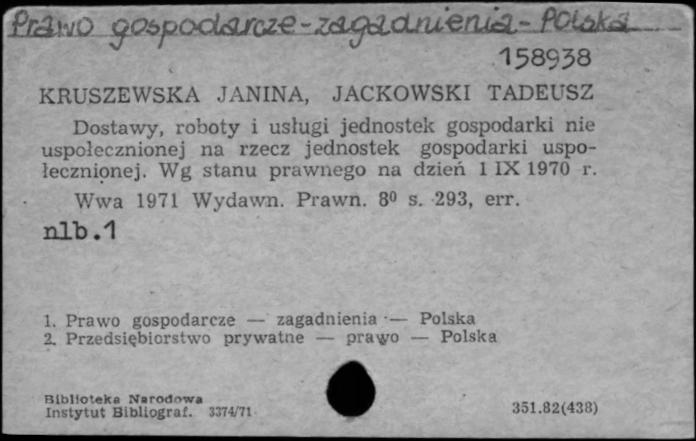 Prawo gospodarcze - zagadnienia - Polska
158938
KRUSZEWSKA JANINA, JACKOWSKI TADEUSZ
Dostawy, roboty i usługi jednostek gospodarki nie
uspołecznionej na rzecz jednostek gospodarki uspo-
łecznionej. Wg stanu prawnego na dzień 1 IX 1970 r.
Wwa 1971 Wydawn. Prawn. 8⁰ s. 293, err.
nlb.1
1. Prawo gospodarcze — zagadnienia — Polska
2. Przedsiębiorstwo prywatne — prawo — Polska
Biblioteka Narodowa
Instytut Bibliograf. 3374/71
351.82(438)